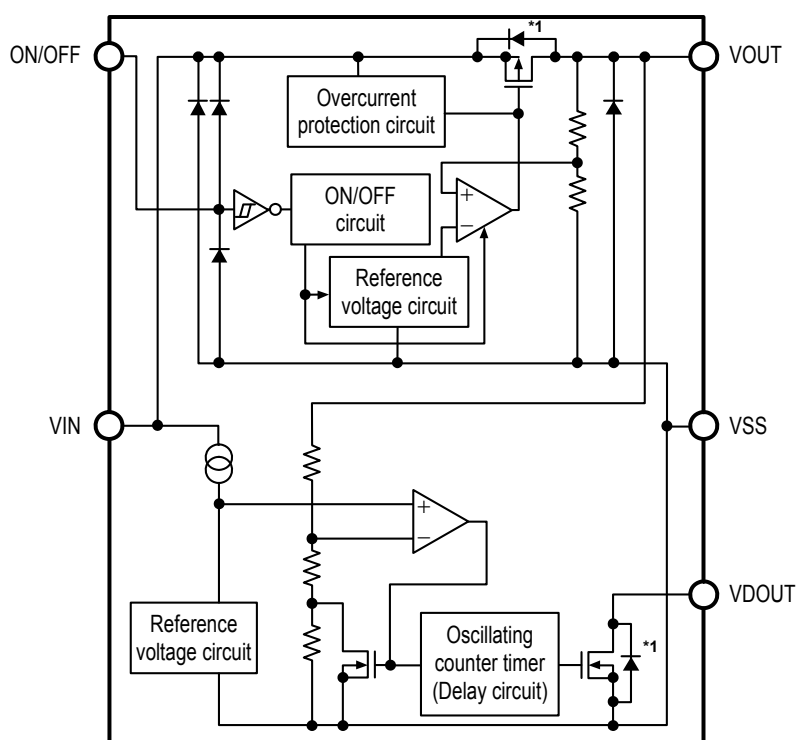 *1
ON/OFF
VOUT
Overcurrent
protection circuit
ON/OFF
circuit
+
−
Reference
voltage circuit
VIN
VSS
+
−
VDOUT
Reference
voltage circuit
Oscillating
counter timer
(Delay circuit)
*1